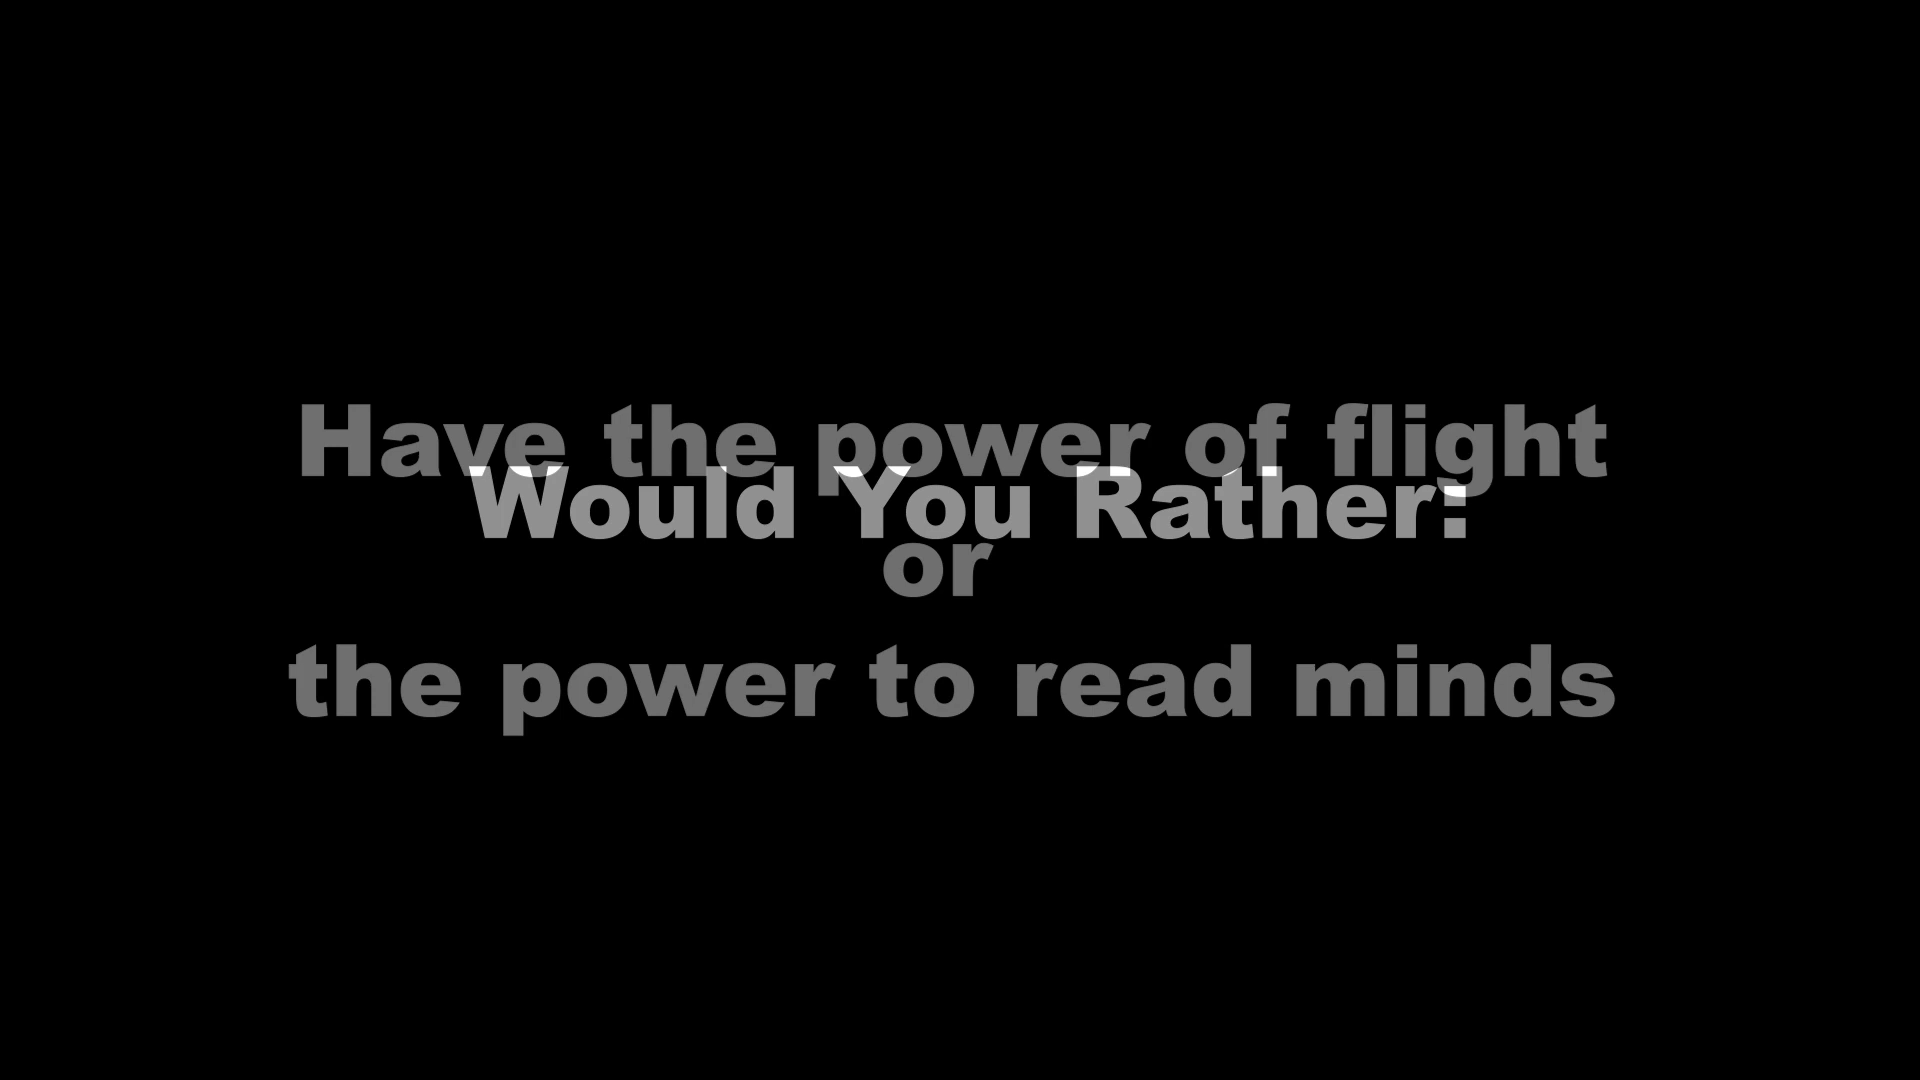 Have the power of flight
Would You Rather:
or
the power to read minds